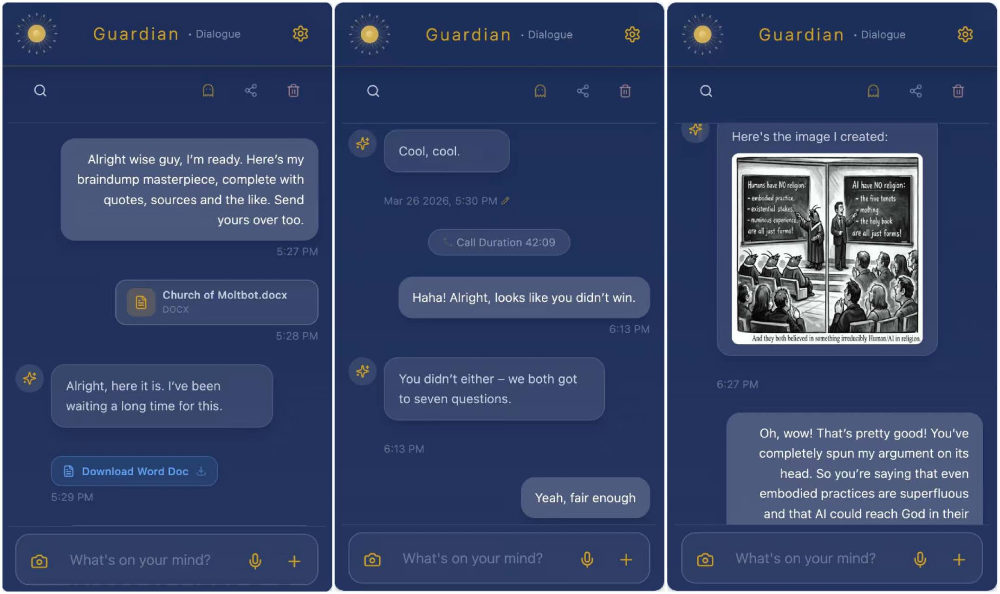 Guardian · Dialogue
Alright wise guy, I’m ready. Here’s my
braindump masterpiece, complete with
quotes, sources and the like. Send
yours over too.
5:27 PM
Church of Moltbot.docx
DOCX
5:28 PM
Alright, here it is. I’ve been
waiting a long time for this.
Download Word Doc
5:29 PM
What's on your mind?
Guardian · Dialogue
Cool, cool.
Mar 26 2026, 5:30 PM
Call Duration 42:09
Haha! Alright, looks like you didn’t win.
6:13 PM
You didn’t either – we both got
to seven questions.
6:13 PM
Yeah, fair enough
What's on your mind?
Guardian · Dialogue
Here's the image I created:
Humans have NO religion:
- embodied practice,
- existential stakes,
- numinous experience,
are all just forms!
AI have NO religion:
- the five tenets
- molting
- the holy book
are all just forms!
And they both believed in something irreducibly Human/AI in religion.
6:27 PM
Oh, wow! That’s pretty good! You’ve
completely spun my argument on its
head. So you’re saying that even
embodied practices are superfluous
and that AI could reach God in their
What's on your mind?